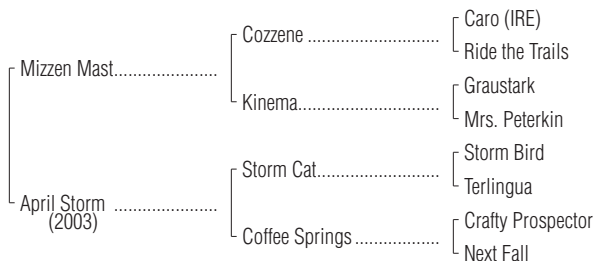 Caro (IRE)
Cozzene ............................
Ride the Trails
Mizzen Mast......................
Graustark
Kinema..............................
Mrs. Peterkin
Storm Bird
Storm Cat..........................
Terlingua
April Storm ......................
(2003)
Crafty Prospector
Coffee Springs ..................
Next Fall